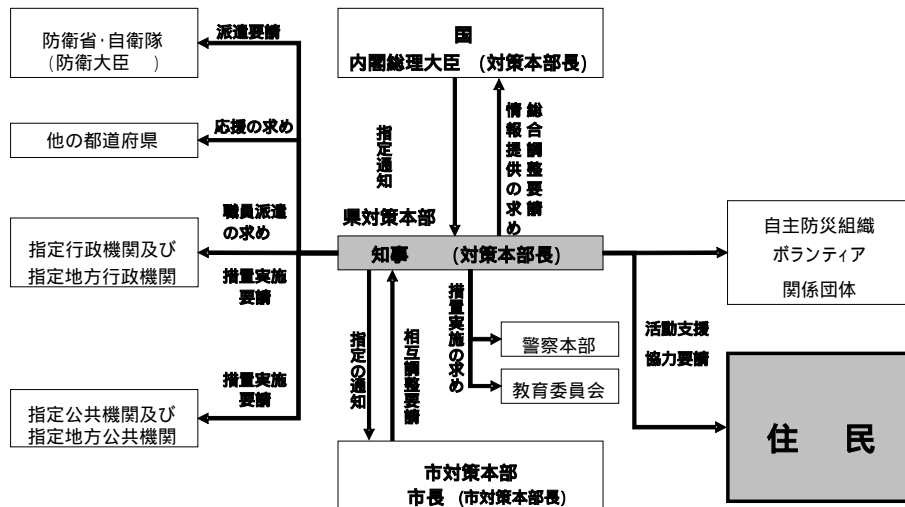 防衛省･自衛隊
(防衛大臣　)
派遣要請
国
内閣総理大臣　(対策本部長)
他の都道府県
応援の求め
指定通知
総合調整要請
情報提供の求め
職員派遣
の求め
指定行政機関及び
指定地方行政機関
措置実施
要請
県対策本部
知事　(対策本部長)
自主防災組織
ボランティア
関係団体
措置実施
要請
指定公共機関及び
指定地方公共機関
指定の通知
相互調整要請
措置実施の求め
警察本部
教育委員会
活動支援
協力要請
住　民
市対策本部
市長 (市対策本部長)